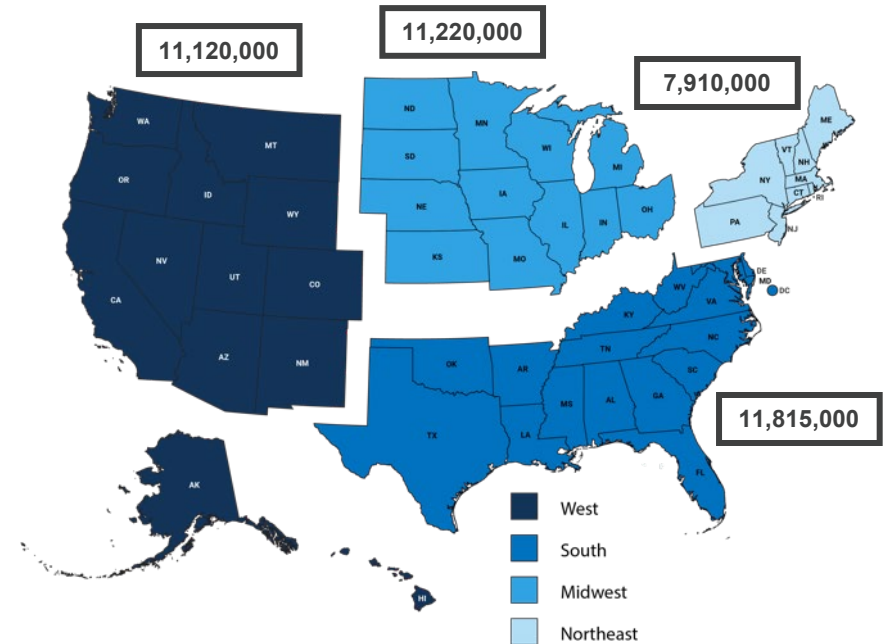 11,120,000
11,220,000
7,910,000
11,815,000
WA
MT
OR
ID
WY
NV
UT
CO
CA
AZ
NM
AK
HI
ND
MN
SD
WI
MI
NE
IA
IL
IN
OH
KS
MO
ME
VT
NH
NY
MA
CT
RI
PA
NJ
DE
MD
DC
WV
VA
KY
NC
TN
SC
OK
AR
MS
AL
GA
TX
LA
FL
West
South
Midwest
Northeast